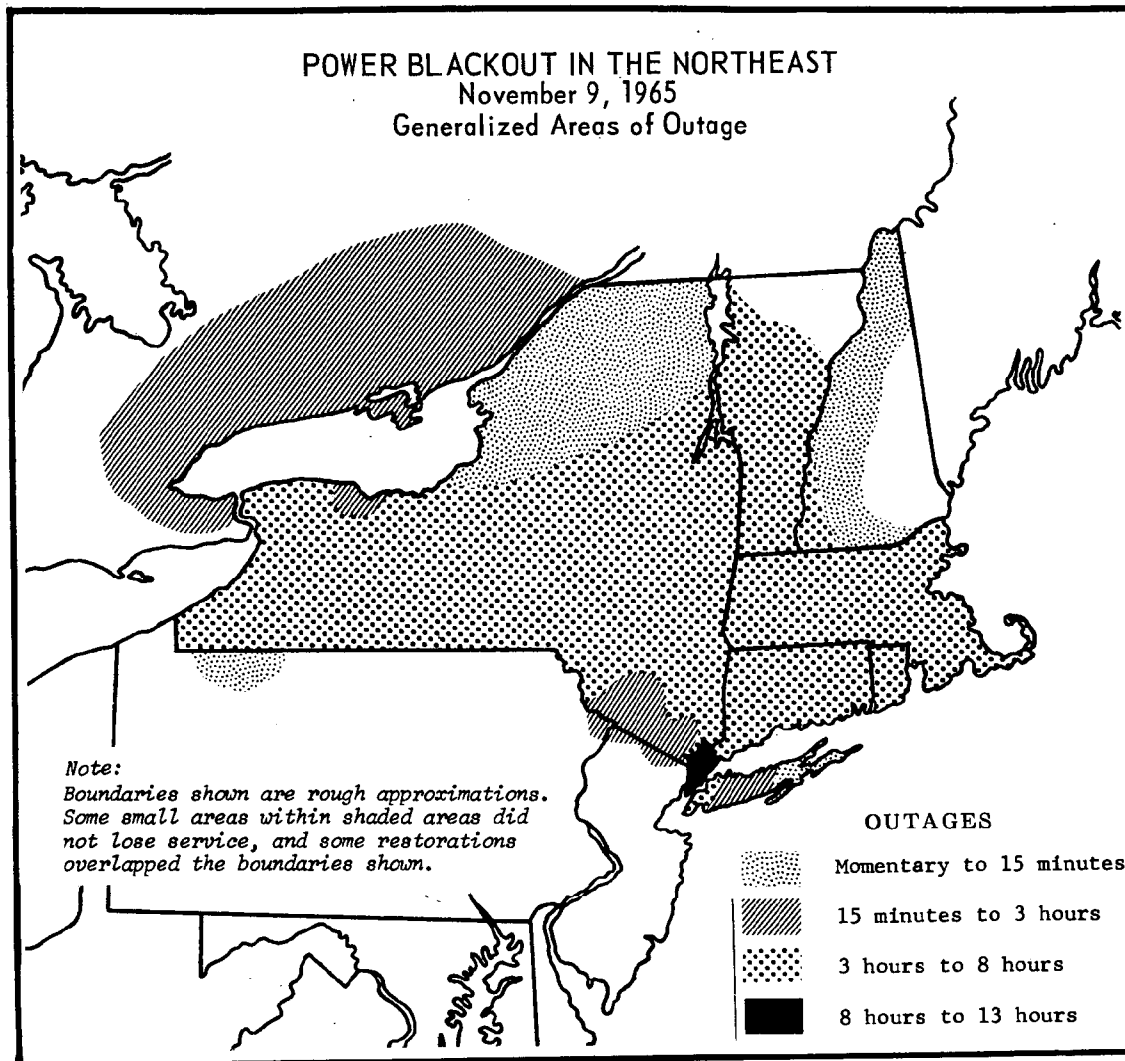 POWER BLACKOUT IN THE NORTHEAST
November 9, 1965
Generalized Areas of Outage
Note:
Boundaries shown are rough approximations.
Some small areas within shaded areas did
not lose service, and some restorations
overlapped the boundaries shown.
OUTAGES
Momentary to 15 minutes
15 minutes to 3 hours
3 hours to 8 hours
8 hours to 13 hours